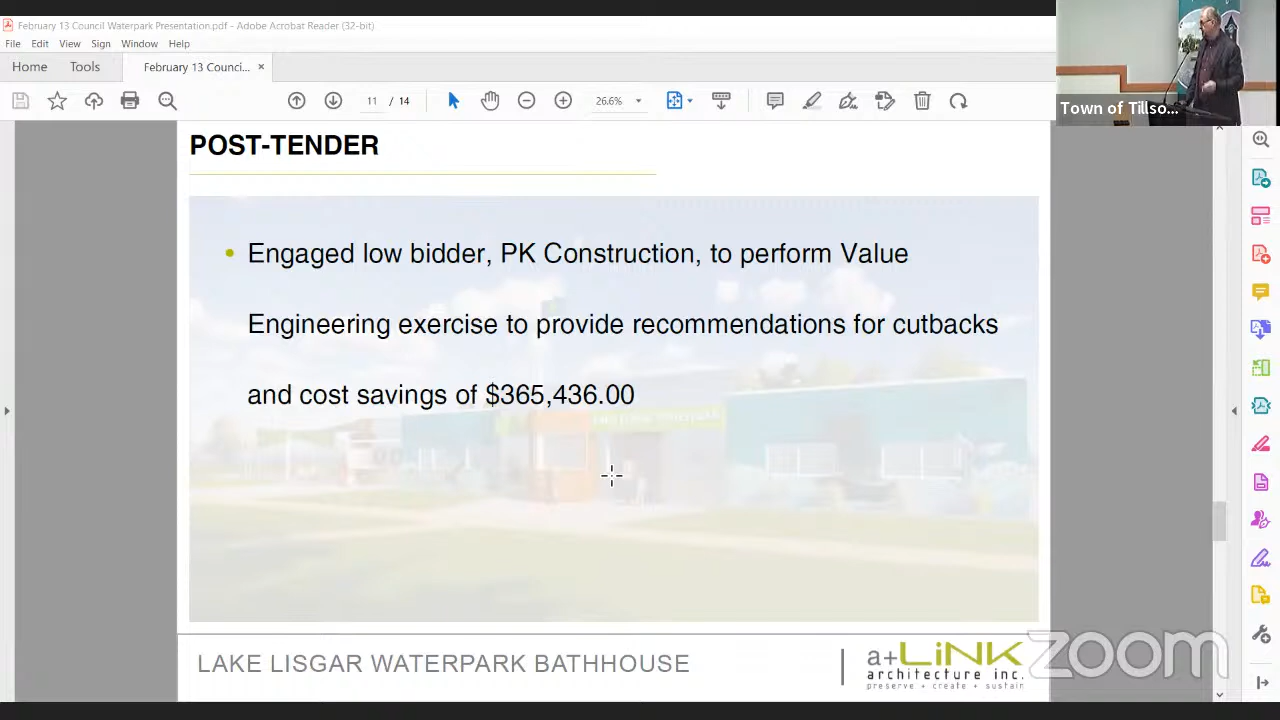 February 13 Council Waterpark Presentation.pdf - Adobe Acrobat Reader (32-bit)
File Edit View Sign Window Help
Home Tools February 13 Counci... ×
11 / 14 26.6%
Town of Tillso...
POST-TENDER
• Engaged low bidder, PK Construction, to perform Value
Engineering exercise to provide recommendations for cutbacks
and cost savings of $365,436.00
LAKE LISGAR WATERPARK BATHHOUSE
a+LiNK
architecture inc.
preserve + create + sustain
zoom